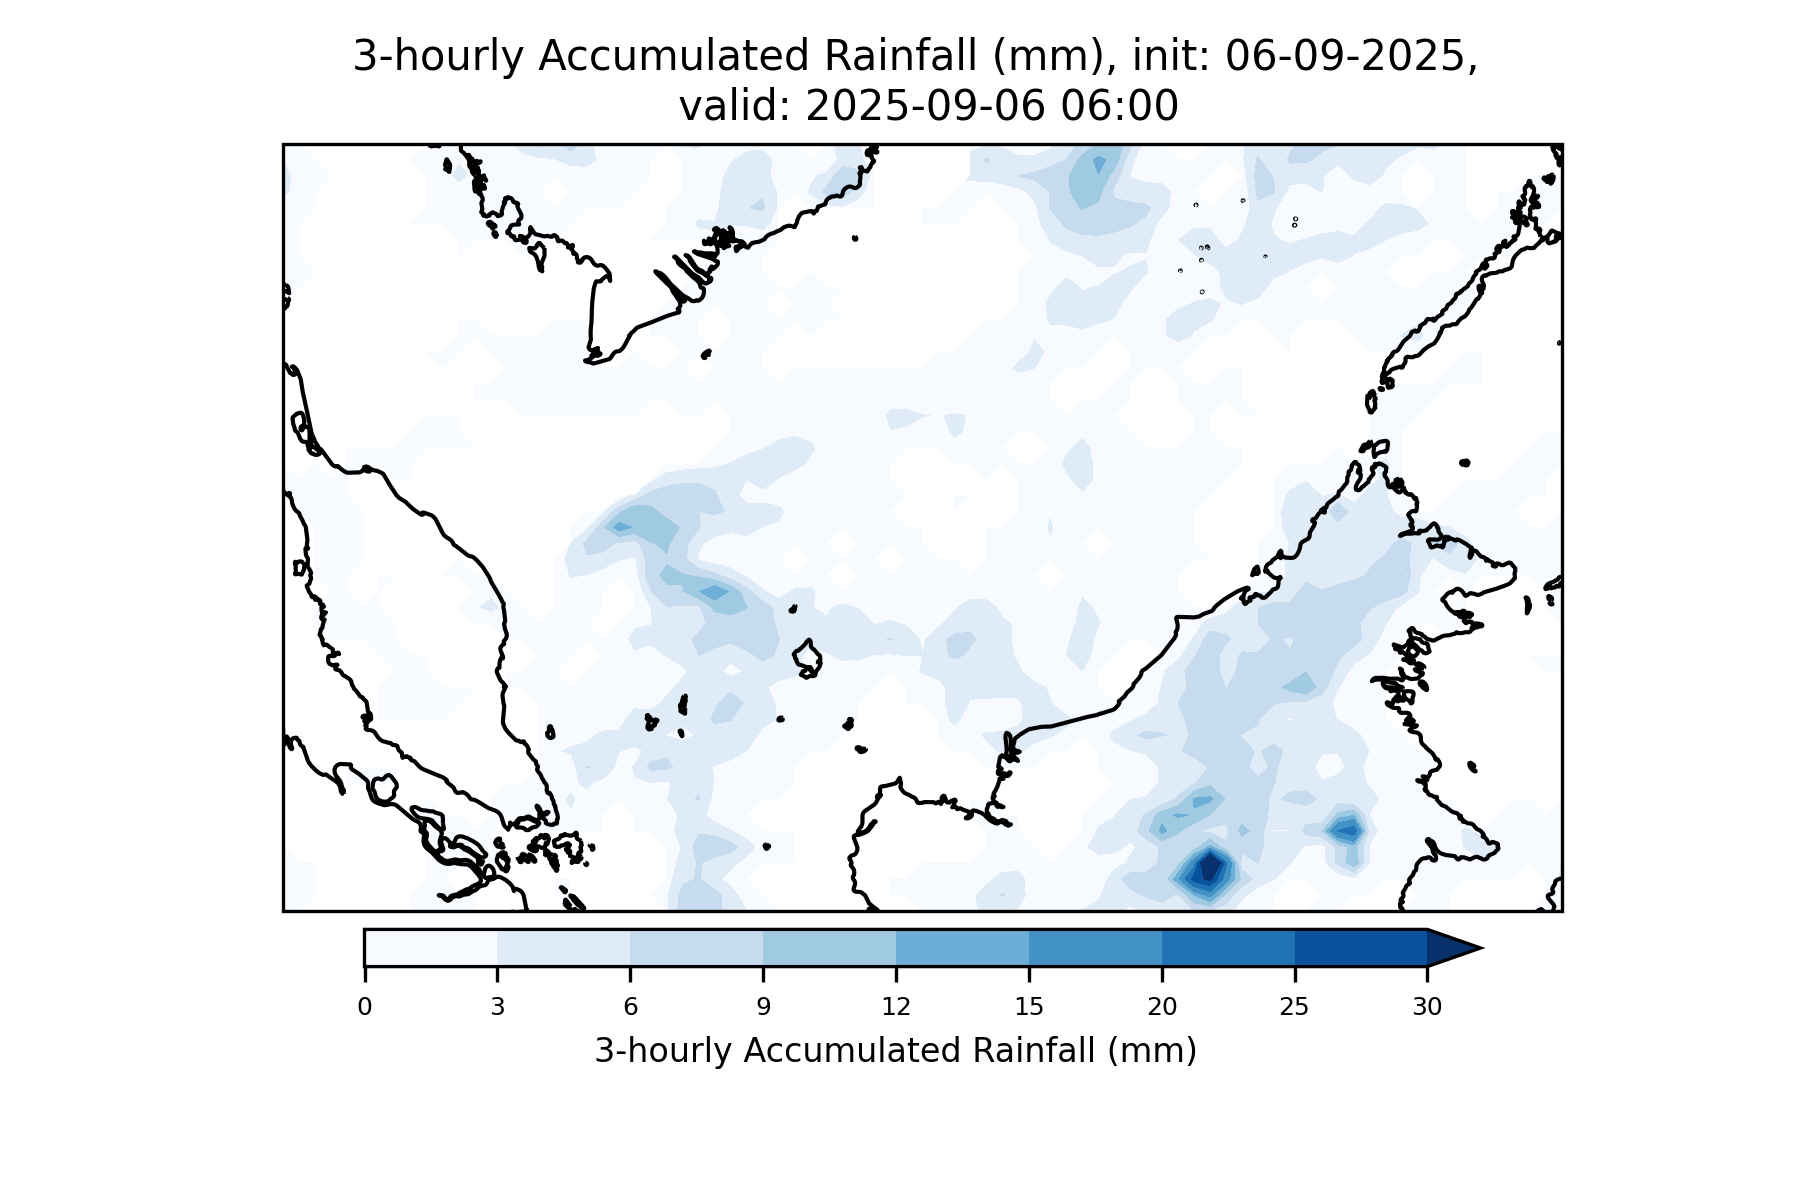 3-hourly Accumulated Rainfall (mm), init: 06-09-2025,
valid: 2025-09-06 06:00
0 3 6 9 12 15 20 25 30
3-hourly Accumulated Rainfall (mm)